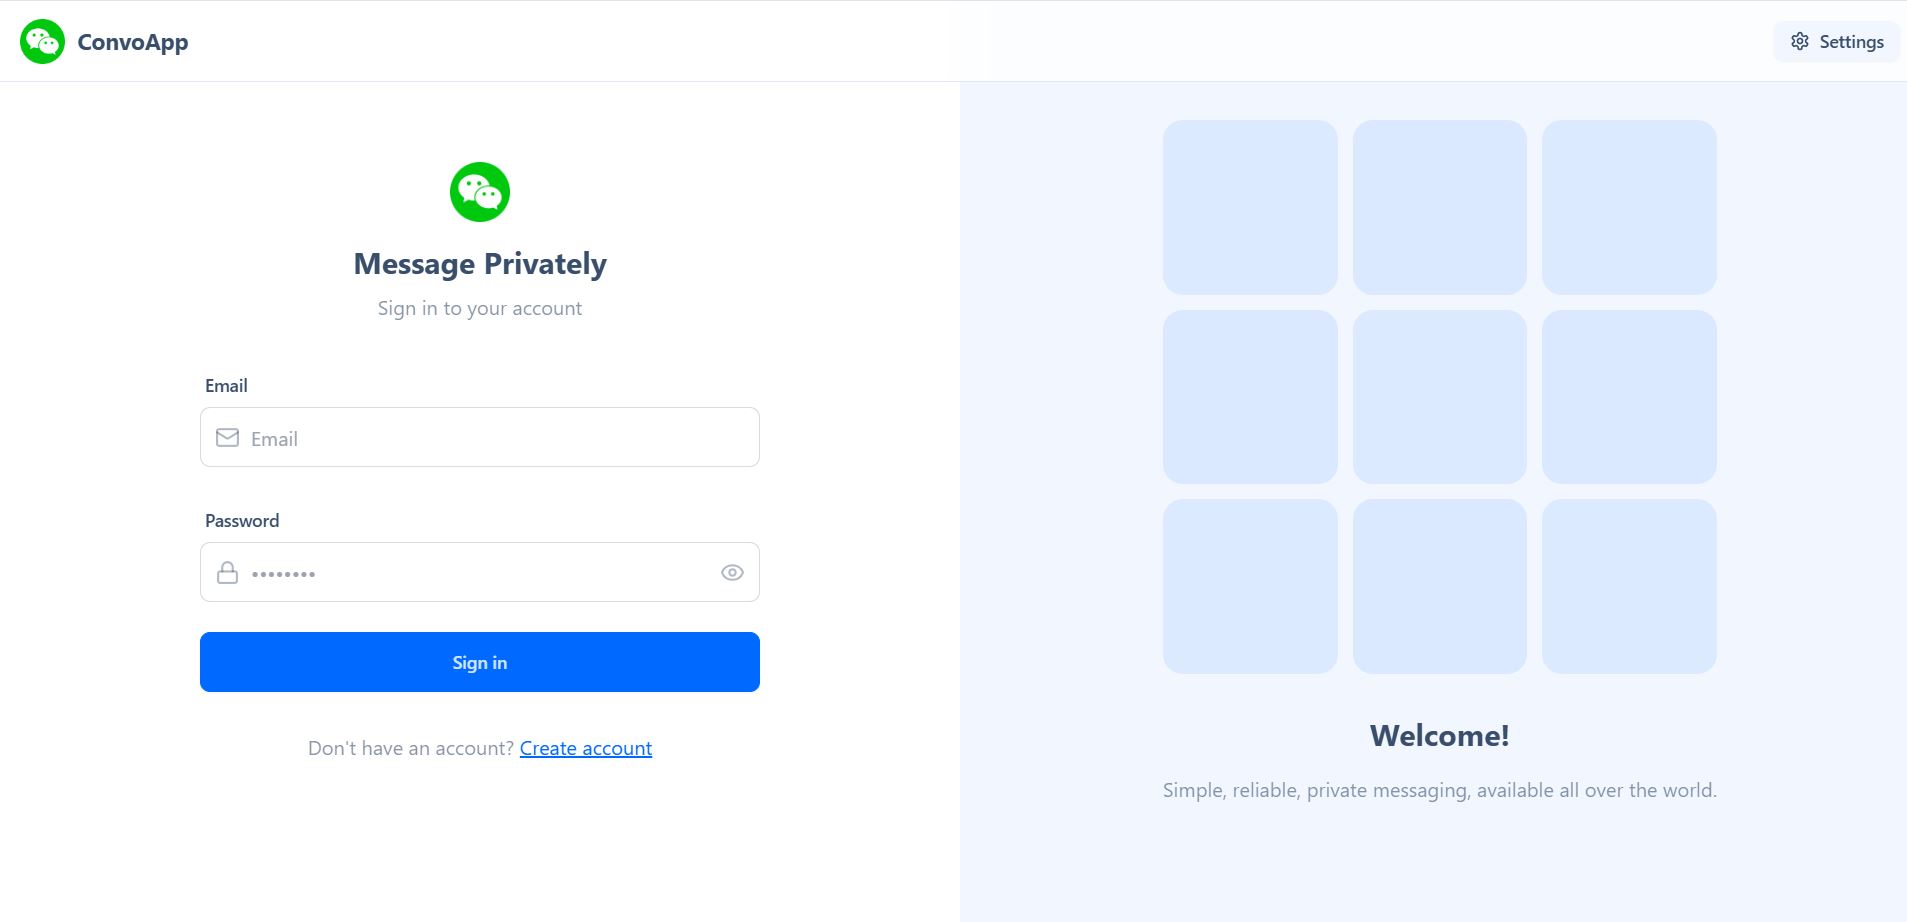 ConvoApp
Settings
Message Privately
Sign in to your account
Email
Email
Password
••••••••
Sign in
Don't have an account? Create account
Welcome!
Simple, reliable, private messaging, available all over the world.